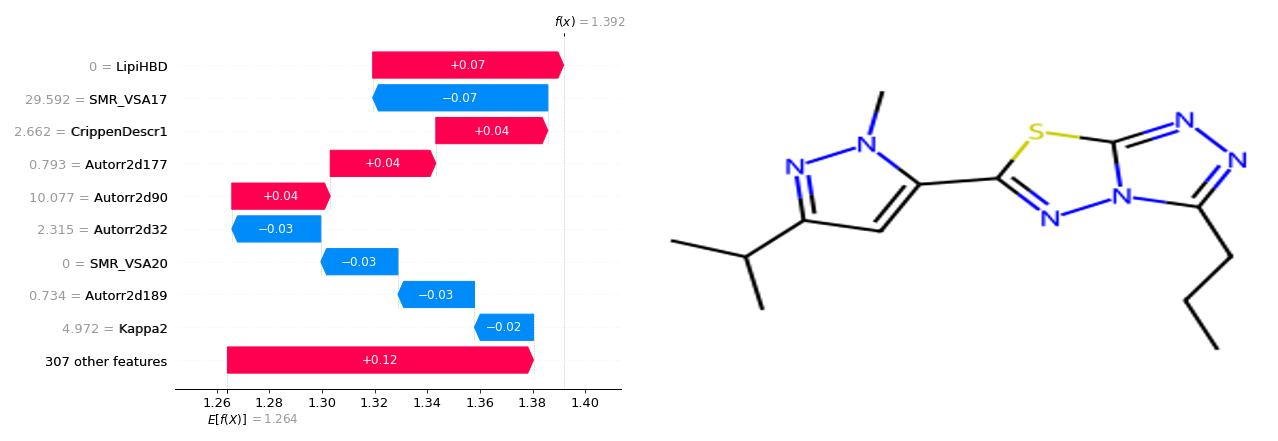 f(x) = 1.392
0 = LipiHBD
+0.07
29.592 = SMR_VSA17
−0.07
2.662 = CrippenDescr1
+0.04
0.793 = Autorr2d177
+0.04
10.077 = Autorr2d90
+0.04
2.315 = Autorr2d32
−0.03
0 = SMR_VSA20
−0.03
0.734 = Autorr2d189
−0.03
4.972 = Kappa2
−0.02
307 other features
+0.12
1.26 1.28 1.30 1.32 1.34 1.36 1.38 1.40
E[f(X)] = 1.264
N
N
S
N
N
N
N